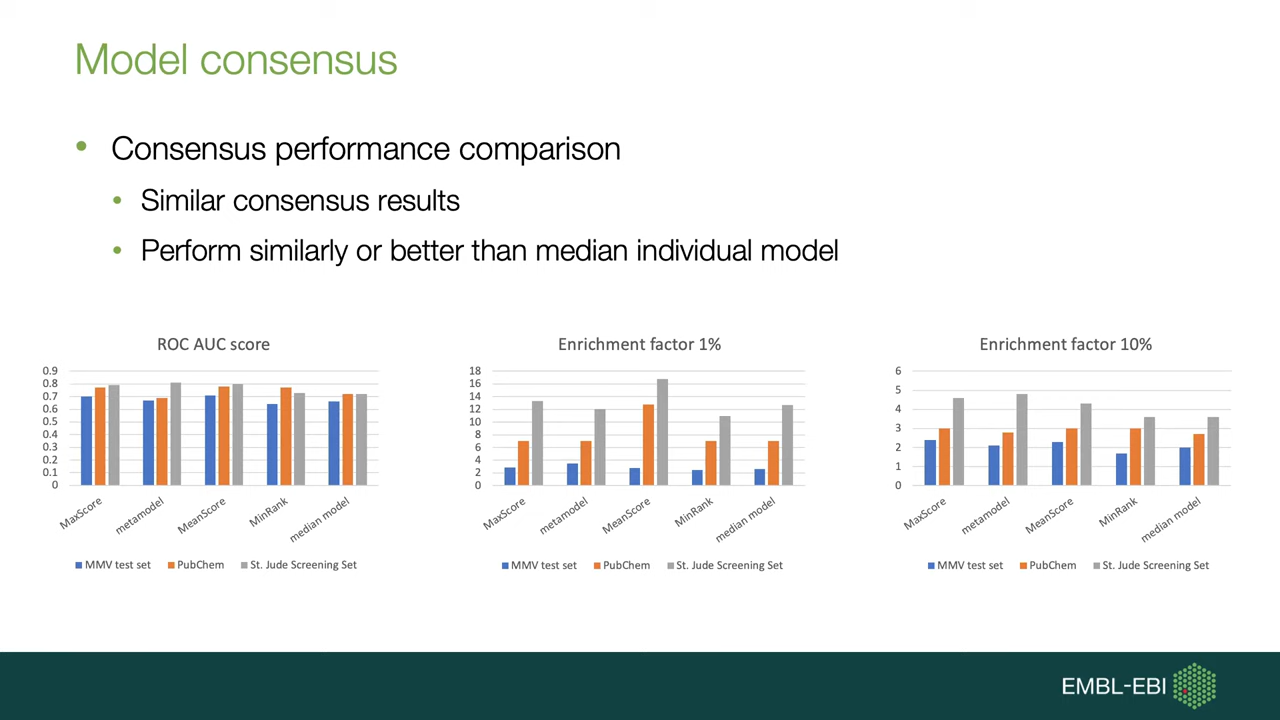 Model consensus
• Consensus performance comparison
• Similar consensus results
• Perform similarly or better than median individual model
ROC AUC score
0.9
0.8
0.7
0.6
0.5
0.4
0.3
0.2
0.1
0
MaxScore
metamodel
MeanScore
MinRank
median model
MMV test set
PubChem
St. Jude Screening Set
Enrichment factor 1%
18
16
14
12
10
8
6
4
2
0
MaxScore
metamodel
MeanScore
MinRank
median model
MMV test set
PubChem
St. Jude Screening Set
Enrichment factor 10%
6
5
4
3
2
1
0
MaxScore
metamodel
MeanScore
MinRank
median model
MMV test set
PubChem
St. Jude Screening Set
EMBL-EBI